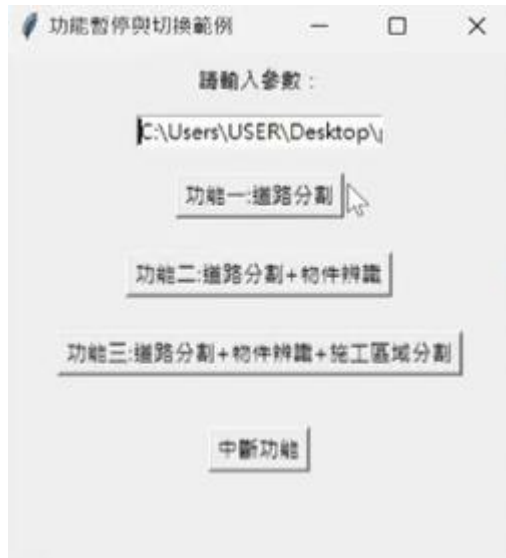 功能暫停與切換範例
請輸入參數：
C:\Users\USER\Desktop\
功能一:道路分割
功能二:道路分割+物件辨識
功能三:道路分割+物件辨識+施工區域分割
中斷功能